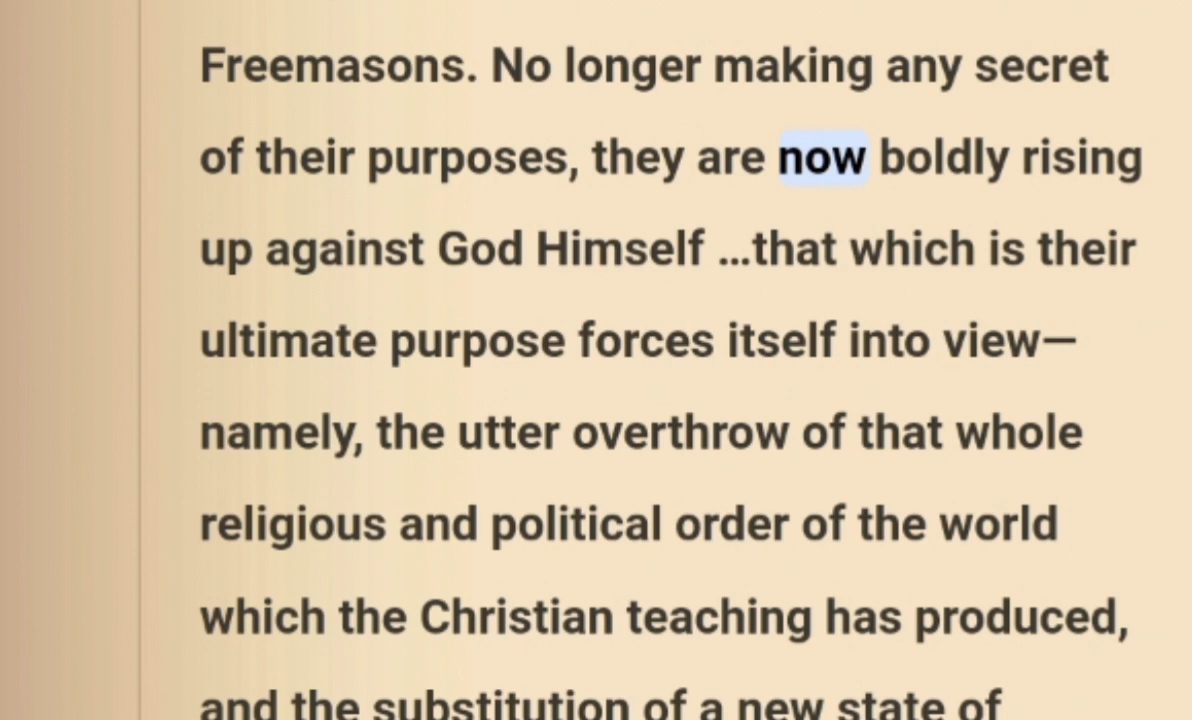 Freemasons. No longer making any secret
of their purposes, they are now boldly rising
up against God Himself …that which is their
ultimate purpose forces itself into view—
namely, the utter overthrow of that whole
religious and political order of the world
which the Christian teaching has produced,
and the substitution of a new state of